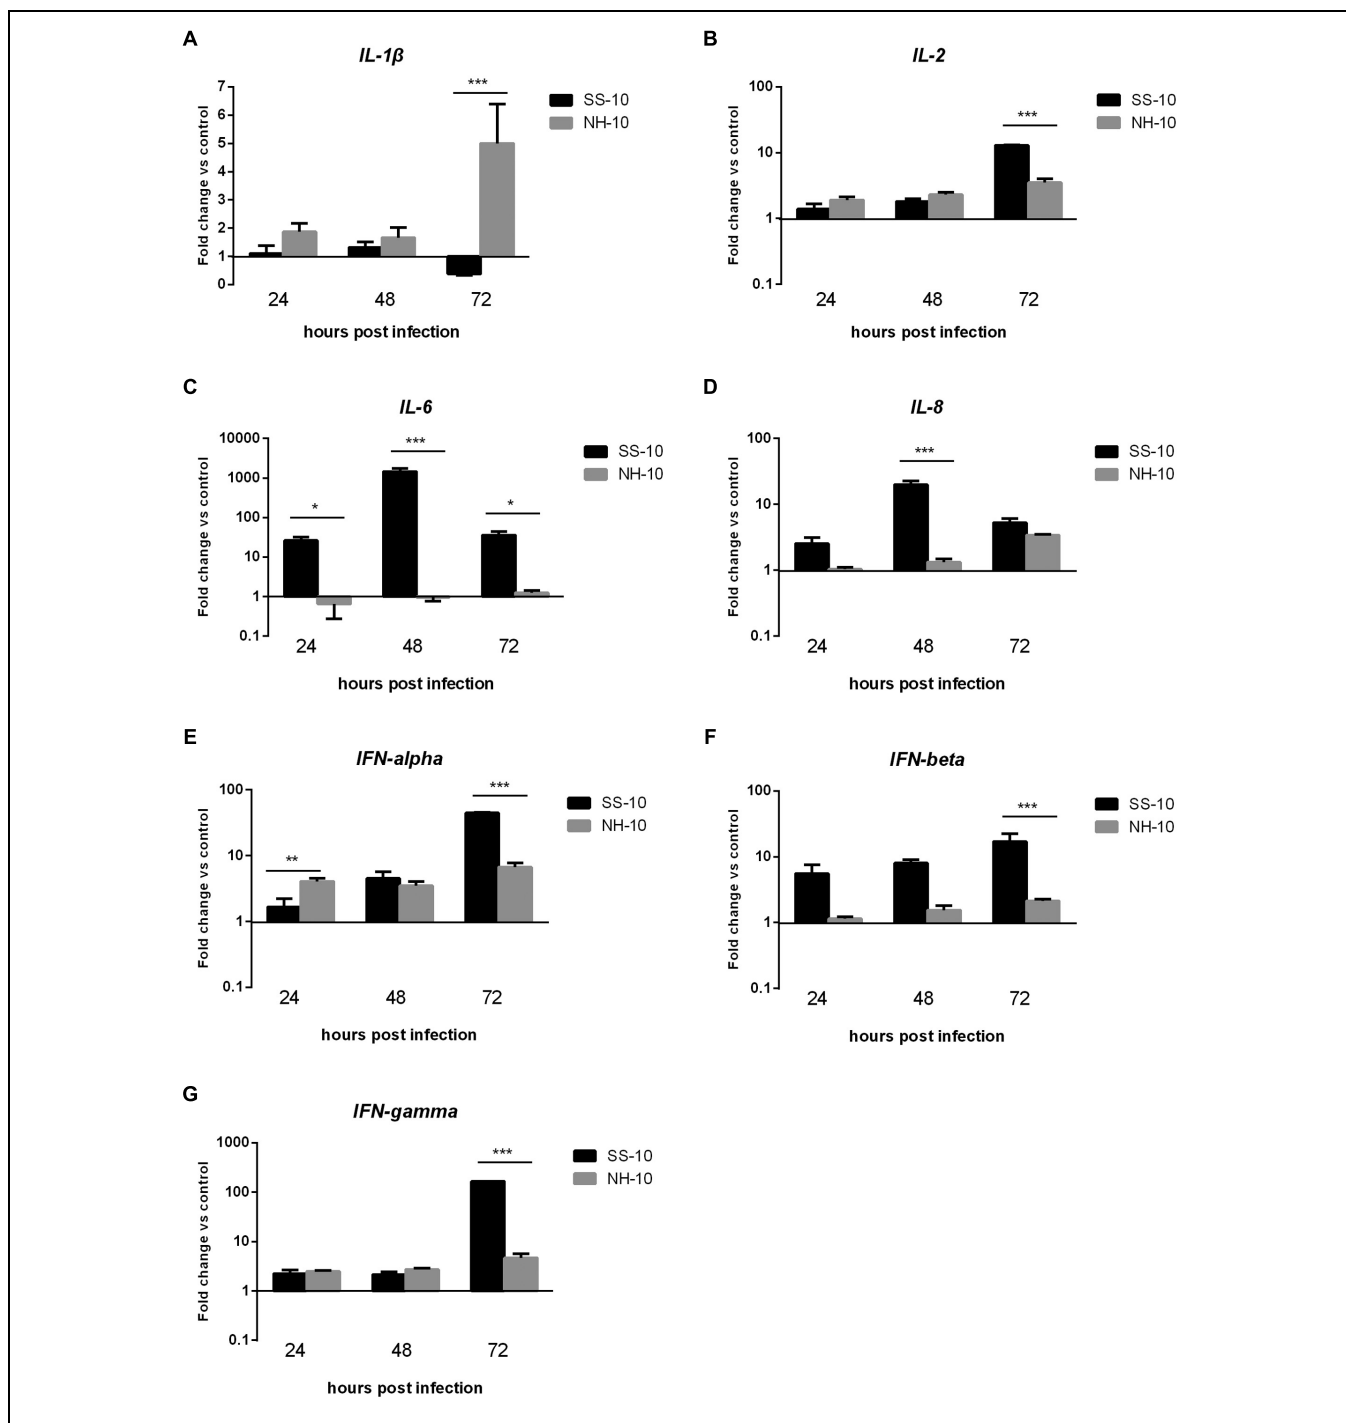 A
IL-1β
***
Fold change vs control
7
6
5
4
3
2
1
0
SS-10
NH-10
24 48 72
hours post infection
B
IL-2
***
Fold change vs control
100
10
1
0.1
SS-10
NH-10
24 48 72
hours post infection
C
IL-6
* *** *
Fold change vs control
10000
1000
100
10
1
0.1
SS-10
NH-10
24 48 72
hours post infection
D
IL-8
***
Fold change vs control
100
10
1
0.1
SS-10
NH-10
24 48 72
hours post infection
E
IFN-alpha
** ***
Fold change vs control
100
10
1
0.1
SS-10
NH-10
24 48 72
hours post infection
F
IFN-beta
***
Fold change vs control
100
10
1
0.1
SS-10
NH-10
24 48 72
hours post infection
G
IFN-gamma
***
Fold change vs control
1000
100
10
1
0.1
SS-10
NH-10
24 48 72
hours post infection